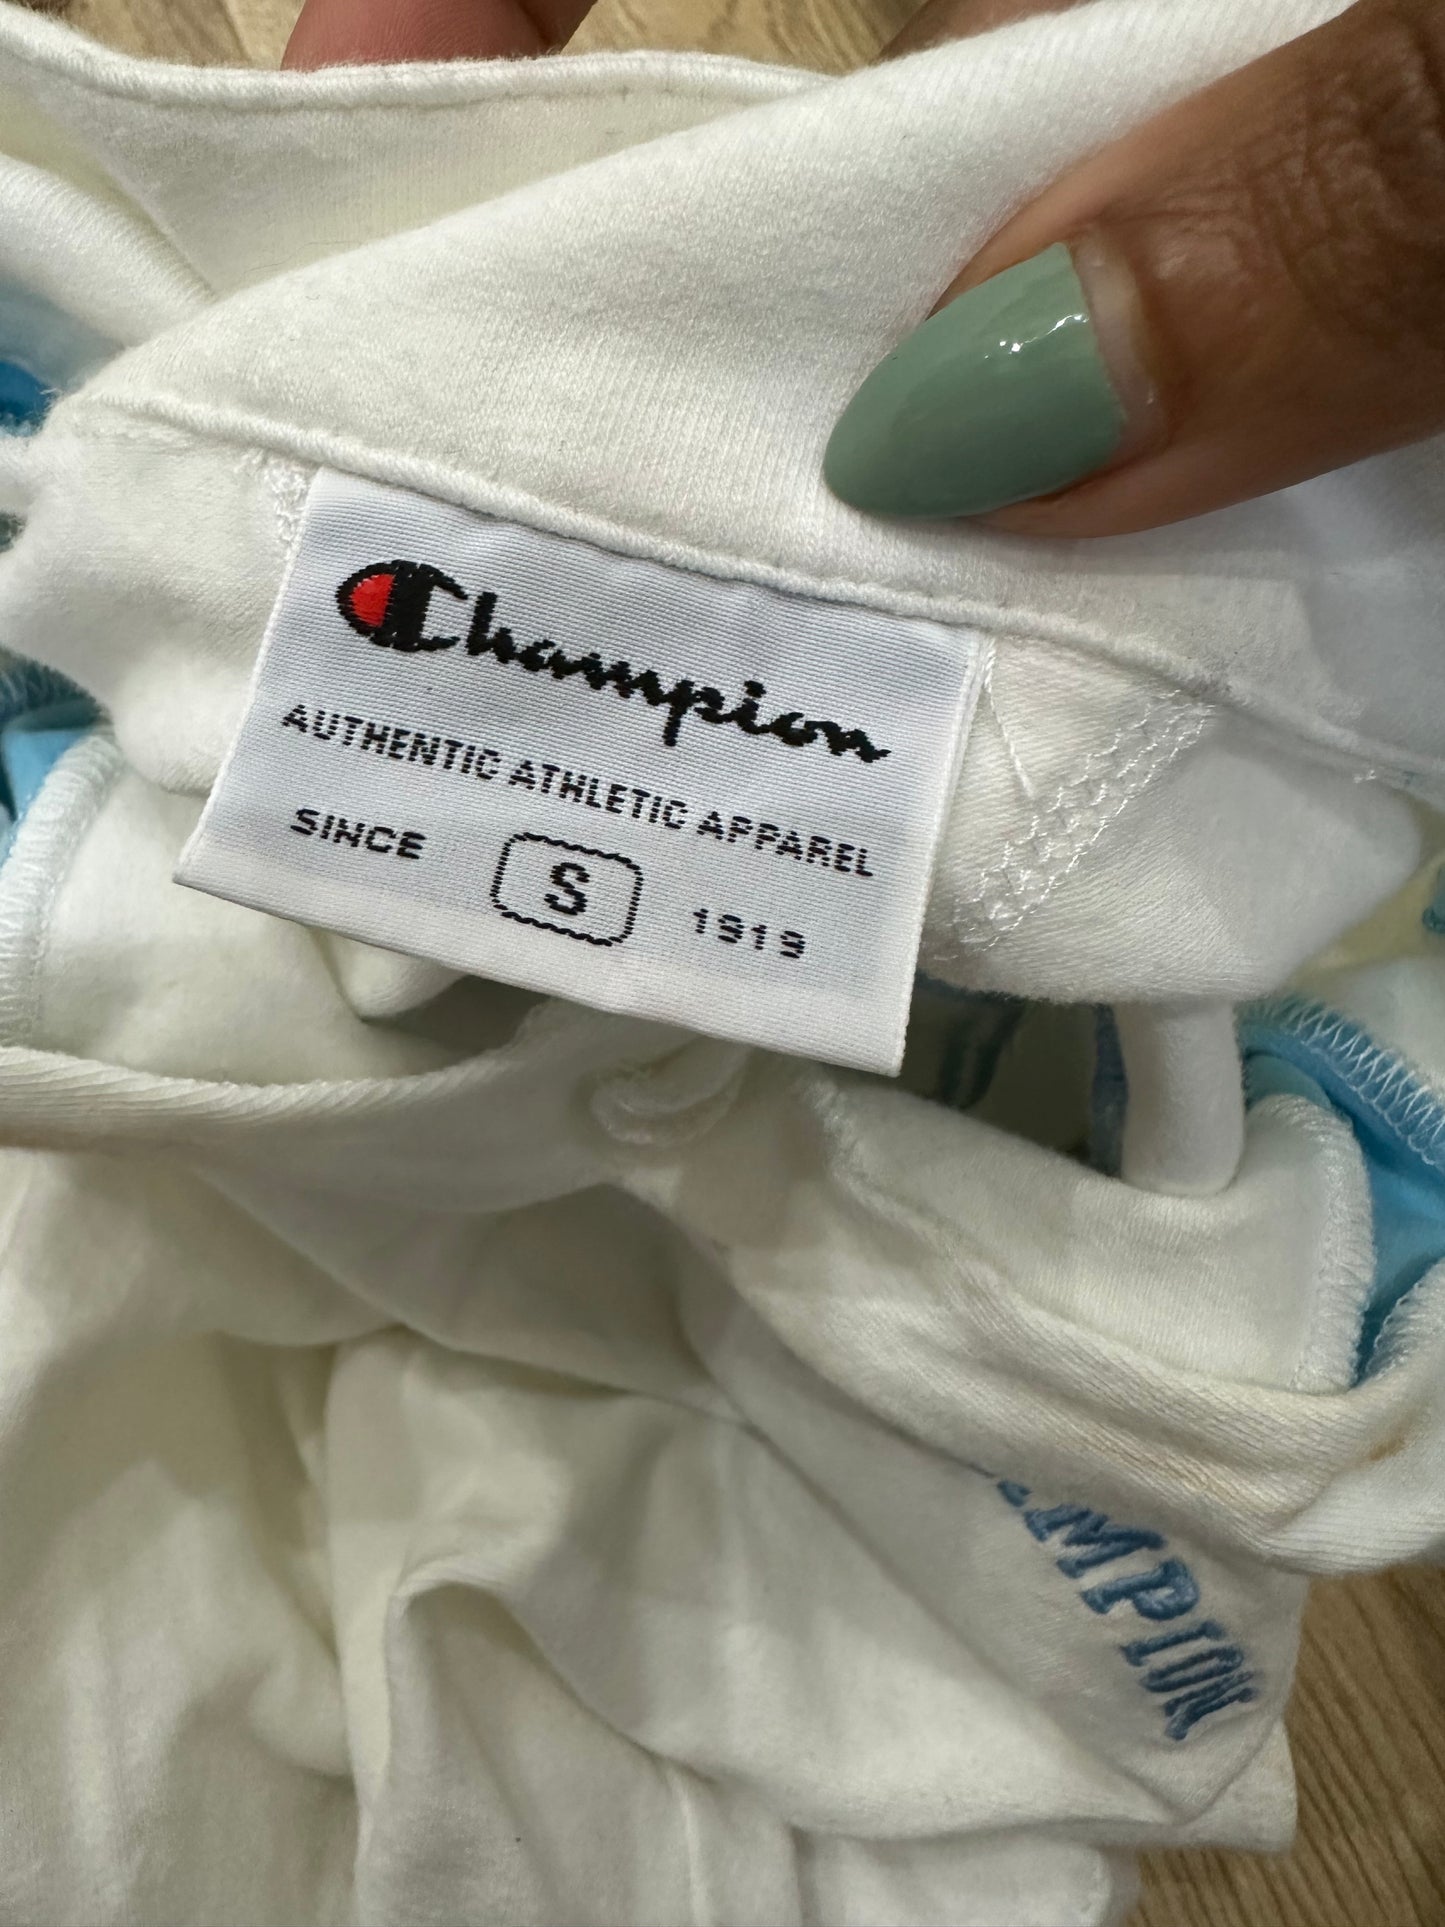 Champion
AUTHENTIC ATHLETIC APPAREL
SINCE S 1919
MPION